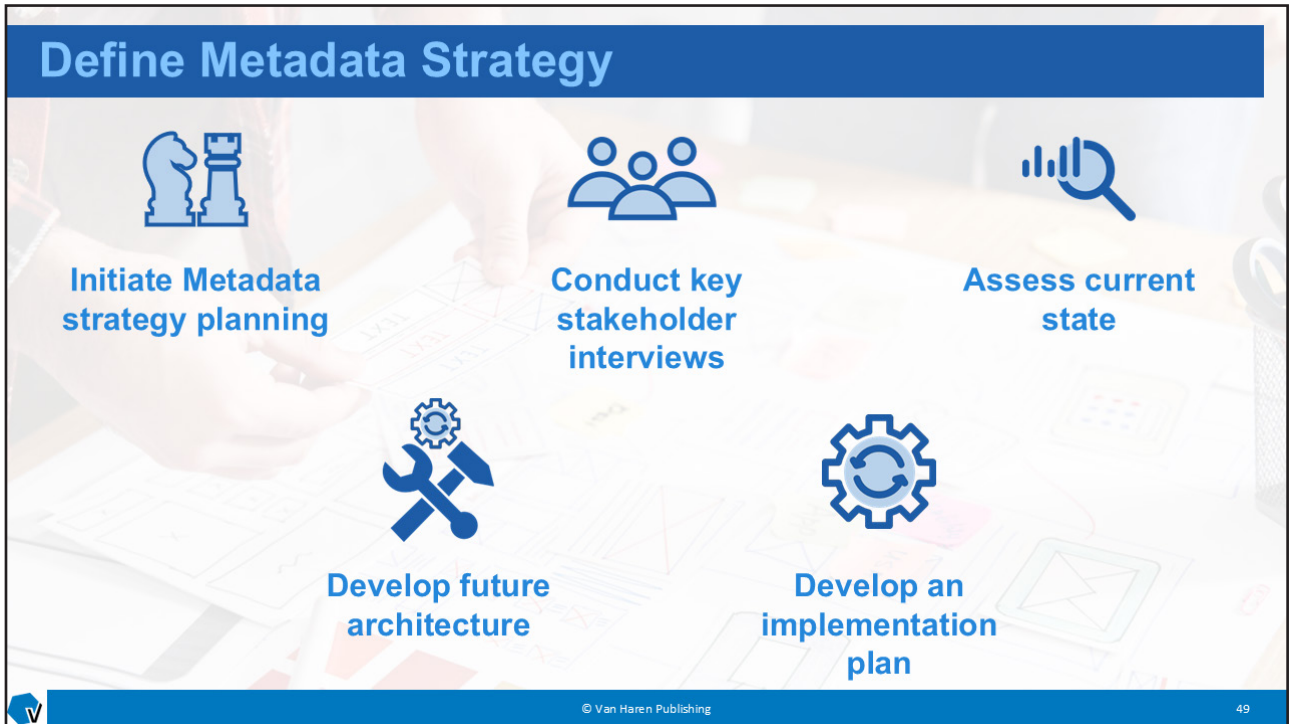 Define Metadata Strategy
Initiate Metadata
strategy planning
Conduct key
stakeholder
interviews
Assess current
state
Develop future
architecture
Develop an
implementation
plan
V
© Van Haren Publishing
49